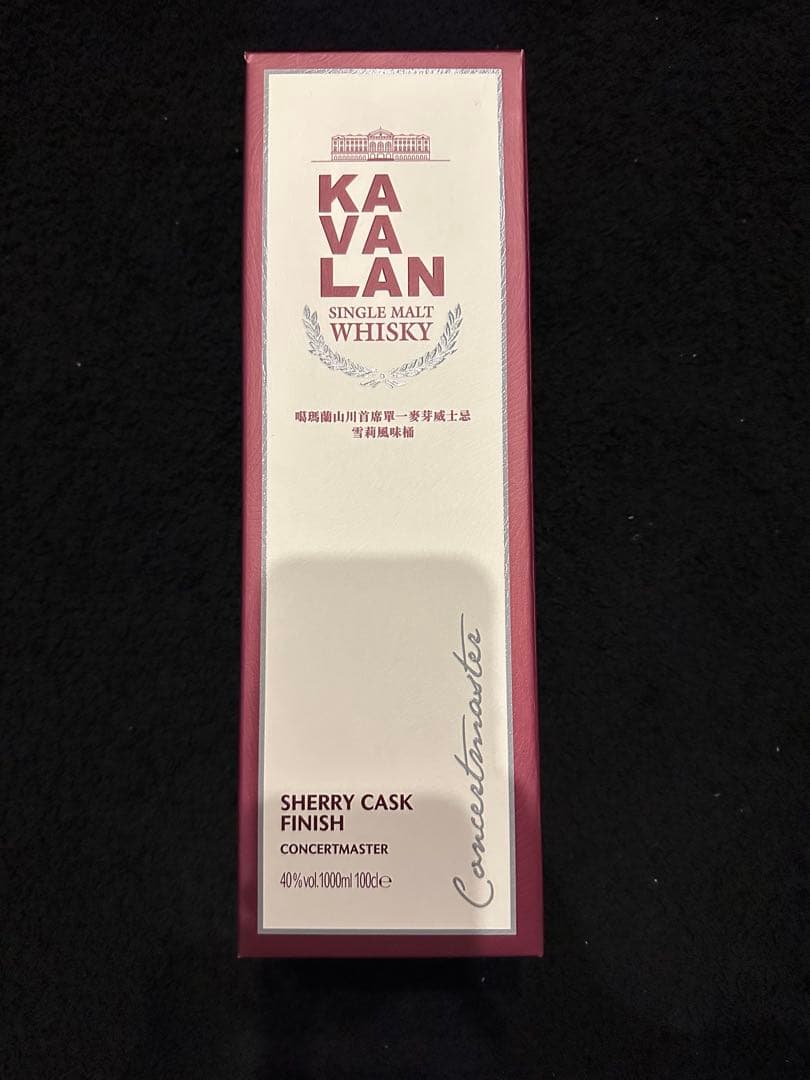 KA
VA
LAN
SINGLE MALT
WHISKY
噶瑪蘭山川首席單一麥芽威士忌
雪莉風味桶
Concertmaster
SHERRY CASK
FINISH
CONCERTMASTER
40%vol.1000ml 100cl℮